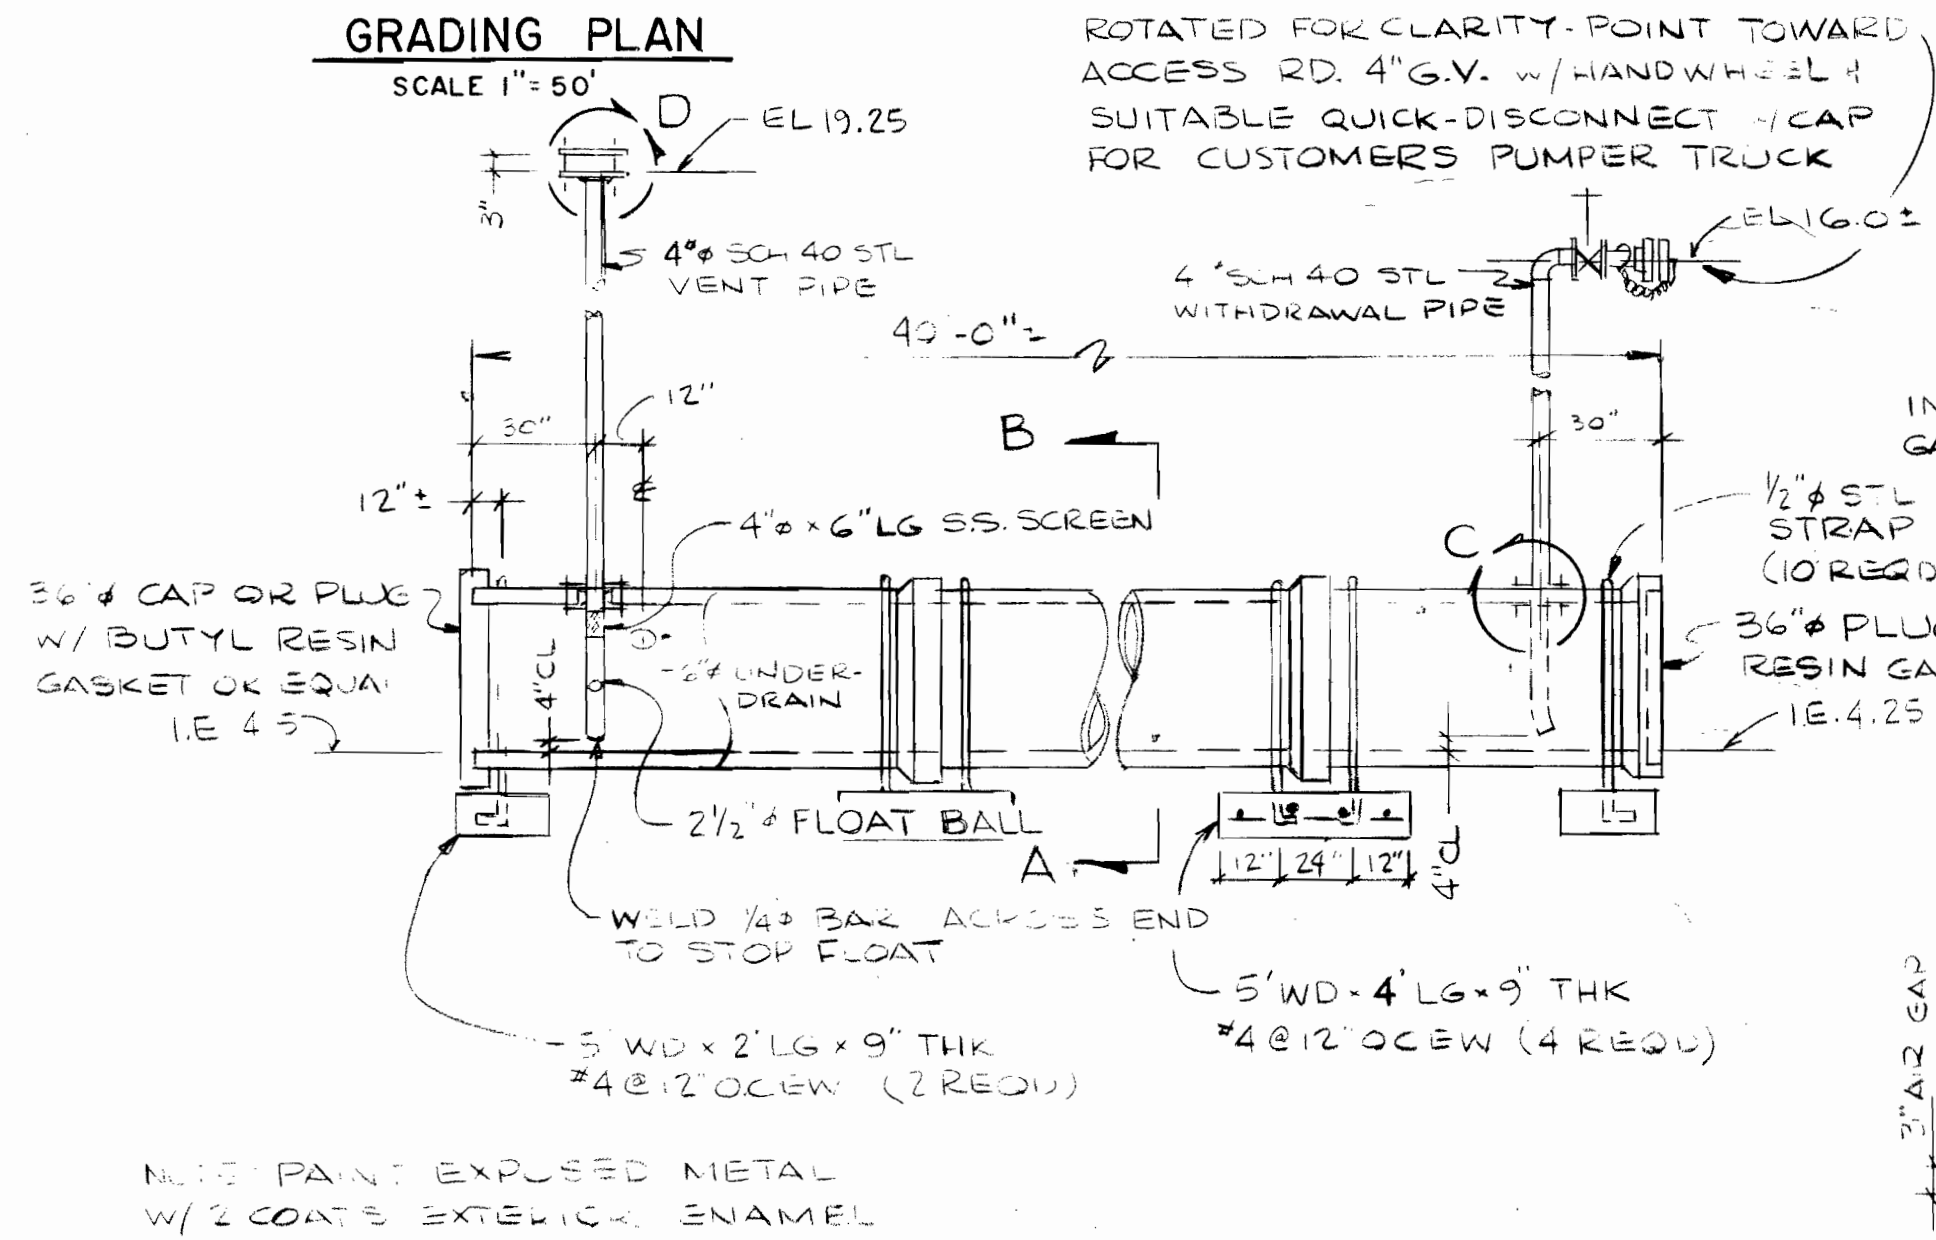 GRADING PLAN
SCALE 1"=50'
ROTATED FOR CLARITY-POINT TOWARD
ACCESS RD. 4"G.V. w/HANDWHEEL &
SUITABLE QUICK-DISCONNECT w/CAP
FOR CUSTOMERS PUMPER TRUCK
D
EL 19.25
3"
EL 16.0±
4"ø SCH 40 STL
VENT PIPE
4"SCH 40 STL
WITHDRAWAL PIPE
-0"±
12"
30"
B
30"
12"±
4"ø x 6" LG S.S. SCREEN
C
1/2"ø STL
STRAP
(10 REQD
36"ø CAP OR PLUG
W/ BUTYL RESIN
GASKET OR EQUAL
I.E 4.5
4"CL
6"ø UNDER-
DRAIN
36"ø PLUG
RESIN GA
I.E. 4.25
2 1/2"ø FLOAT BALL
A
12" 24" 12"
4"CL
WELD 1/4ø BAR ACROSS END
TO STOP FLOAT
5'WD x 4' LG x 9" THK
#4 @ 12" OCEW (4 REQD)
5'WD x 2' LG x 9" THK
#4 @ 12" O.C.EW (2 REQD)
3" AIR GAP
NOTE: PAINT EXPOSED METAL
W/ 2 COATS EXTERIOR ENAMEL